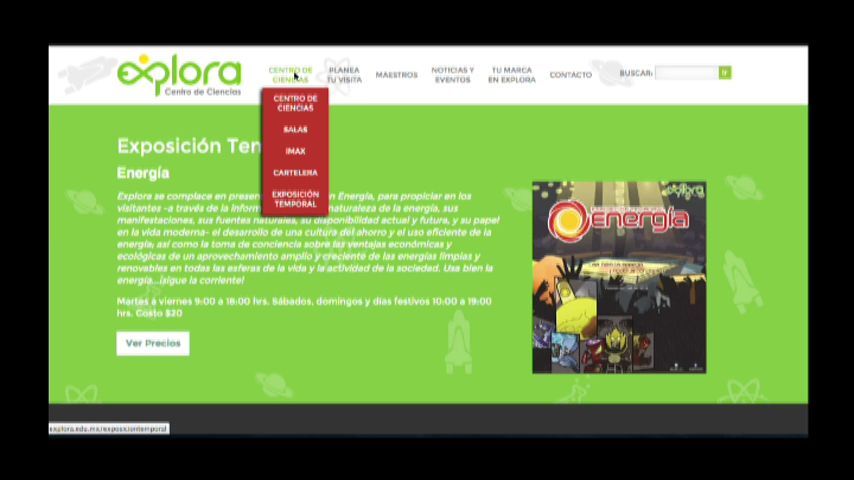 explora
Centro de Ciencias
CENTRO DE
CIENCIAS
PLANEA
TU VISITA
MAESTROS
NOTICIAS Y
EVENTOS
TU MARCA
EN EXPLORA
CONTACTO
BUSCAR:
CENTRO DE
CIENCIAS
SALAS
IMAX
CARTELERA
EXPOSICIÓN
TEMPORAL
Exposición Ten
Energía
Explora se complace en presen n Energía, para propiciar en los
visitantes -a través de la inform naturaleza de la energía, sus
manifestaciones, sus fuentes naturales, su disponibilidad actual y futura, y su papel
en la vida moderna- el desarrollo de una cultura del ahorro y el uso eficiente de la
energía; así como la toma de conciencia sobre las ventajas económicas y
ecológicas de un aprovechamiento amplio y creciente de las energías limpias y
renovables en todas las esferas de la vida y la actividad de la sociedad. Usa bien la
energía...¡sigue la corriente!
Martes a viernes 9:00 a 18:00 hrs. Sábados, domingos y días festivos 10:00 a 19:00
hrs. Costo $20
Ver Precios
explora
energía
explora.edu.mx/exposiciontemporal